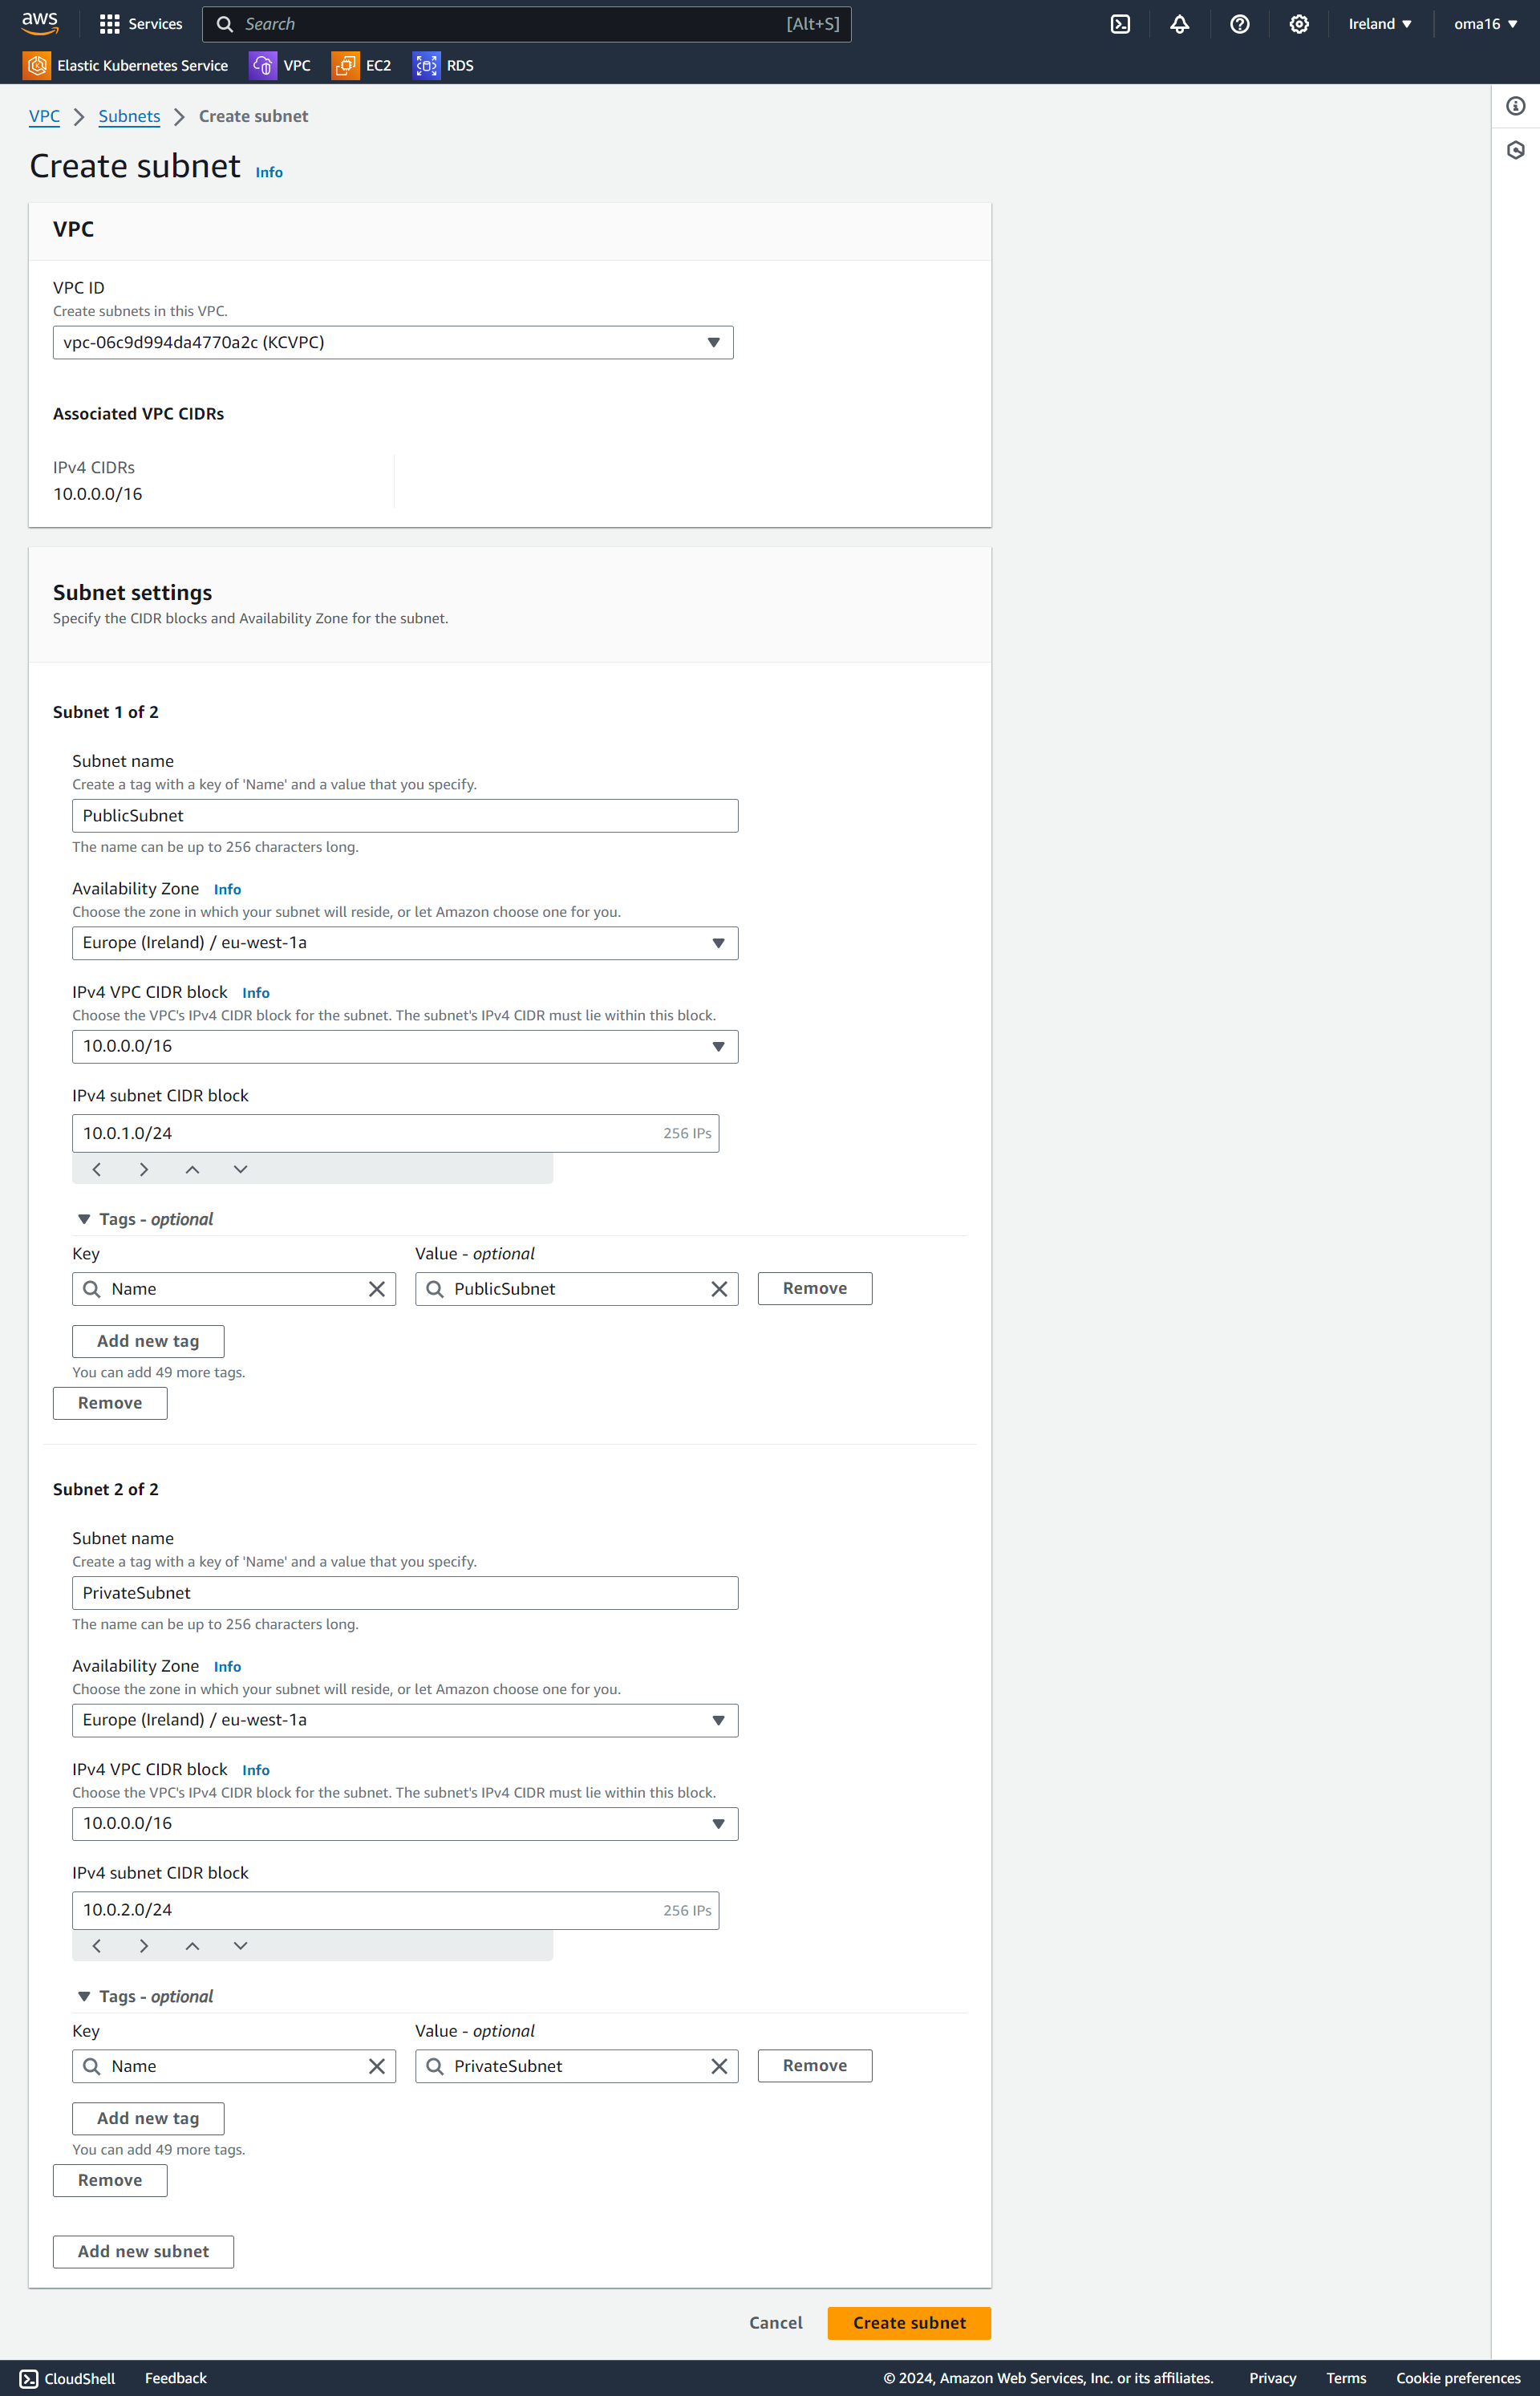 aws
Services
Search
[Alt+S]
Ireland
oma16
Elastic Kubernetes Service
VPC
EC2
RDS
VPC
Subnets
Create subnet
Create subnet Info
VPC
VPC ID
Create subnets in this VPC.
vpc-06c9d994da4770a2c (KCVPC)
Associated VPC CIDRs
IPv4 CIDRs
10.0.0.0/16
Subnet settings
Specify the CIDR blocks and Availability Zone for the subnet.
Subnet 1 of 2
Subnet name
Create a tag with a key of 'Name' and a value that you specify.
PublicSubnet
The name can be up to 256 characters long.
Availability Zone Info
Choose the zone in which your subnet will reside, or let Amazon choose one for you.
Europe (Ireland) / eu-west-1a
IPv4 VPC CIDR block Info
Choose the VPC's IPv4 CIDR block for the subnet. The subnet's IPv4 CIDR must lie within this block.
10.0.0.0/16
IPv4 subnet CIDR block
10.0.1.0/24 256 IPs
Tags - optional
Key Value - optional
Name PublicSubnet Remove
Add new tag
You can add 49 more tags.
Remove
Subnet 2 of 2
Subnet name
Create a tag with a key of 'Name' and a value that you specify.
PrivateSubnet
The name can be up to 256 characters long.
Availability Zone Info
Choose the zone in which your subnet will reside, or let Amazon choose one for you.
Europe (Ireland) / eu-west-1a
IPv4 VPC CIDR block Info
Choose the VPC's IPv4 CIDR block for the subnet. The subnet's IPv4 CIDR must lie within this block.
10.0.0.0/16
IPv4 subnet CIDR block
10.0.2.0/24 256 IPs
Tags - optional
Key Value - optional
Name PrivateSubnet Remove
Add new tag
You can add 49 more tags.
Remove
Add new subnet
Cancel Create subnet
CloudShell Feedback © 2024, Amazon Web Services, Inc. or its affiliates. Privacy Terms Cookie preferences